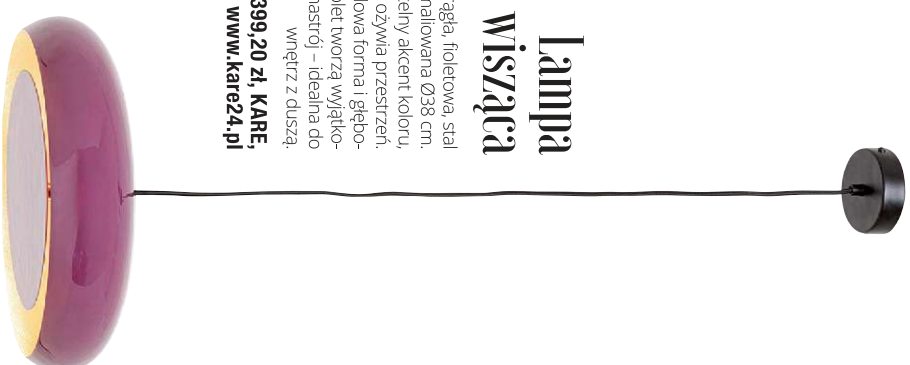 Lampa
wisząca
fioletowa, stal
Ø38 cm.
akcent koloru,
ożywia przestrzeń.
forma i głębo-
tworzą wyjątko-
nastrój – idealna do
wnętrz z duszą.
399,20 zł, KARE,
www.kare24.pl